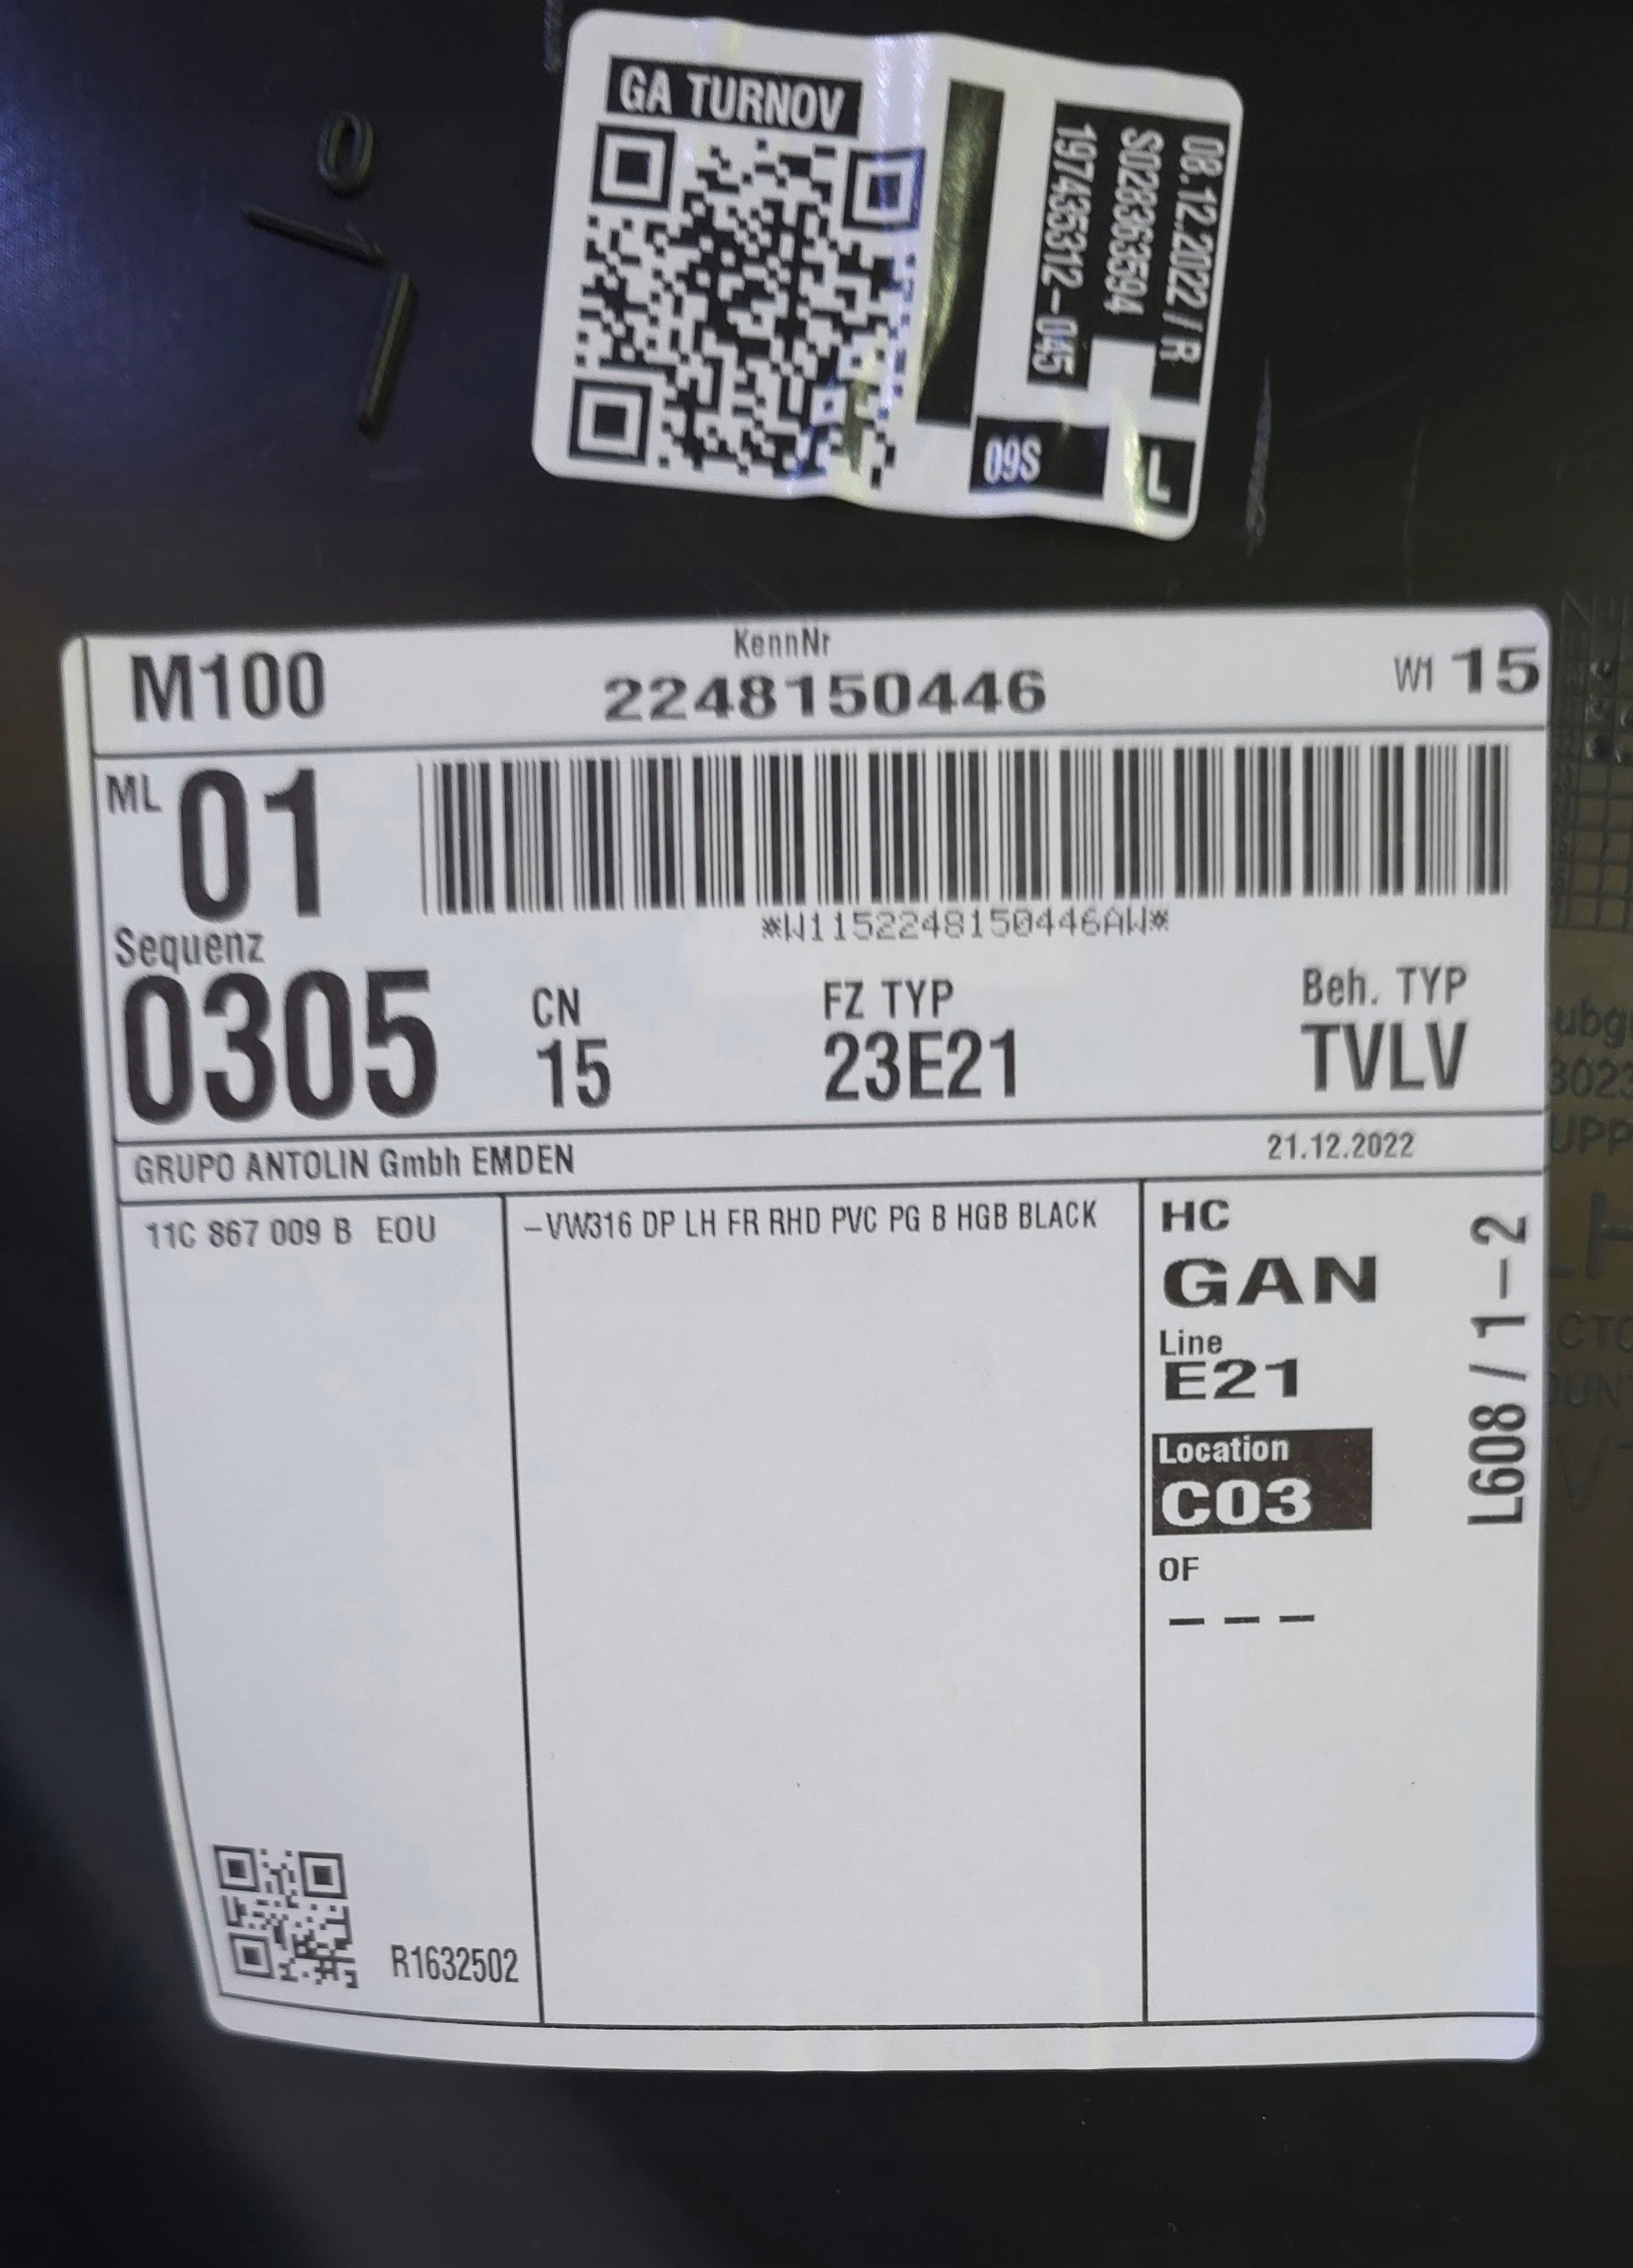 GA TURNOV
08.12.2022 / R
S028363594
197435312-045
09S
L
M100
KennNr
2248150446
W1 15
ML 01
*W1152248150446AW*
Sequenz
0305
CN
15
FZ TYP
23E21
Beh. TYP
TVLV
GRUPO ANTOLIN Gmbh EMDEN
21.12.2022
11C 867 009 B EOU
-VW316 DP LH FR RHD PVC PG B HGB BLACK
HC
GAN
Line
E21
Location
C03
OF
---
L608 / 1-2
R1632502